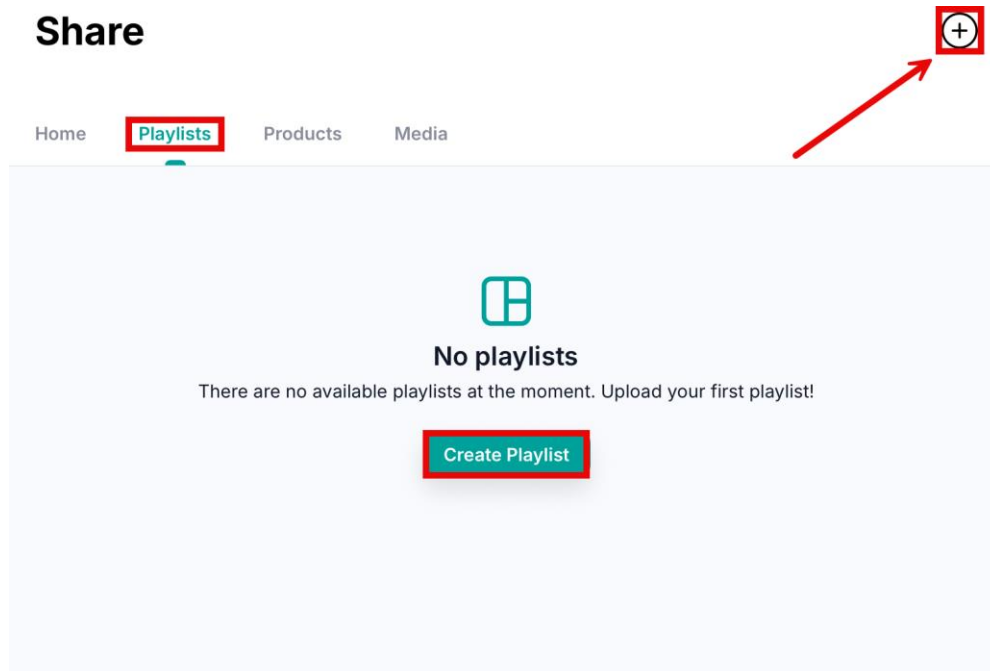 Share
Home Playlists Products Media
No playlists
There are no available playlists at the moment. Upload your first playlist!
Create Playlist